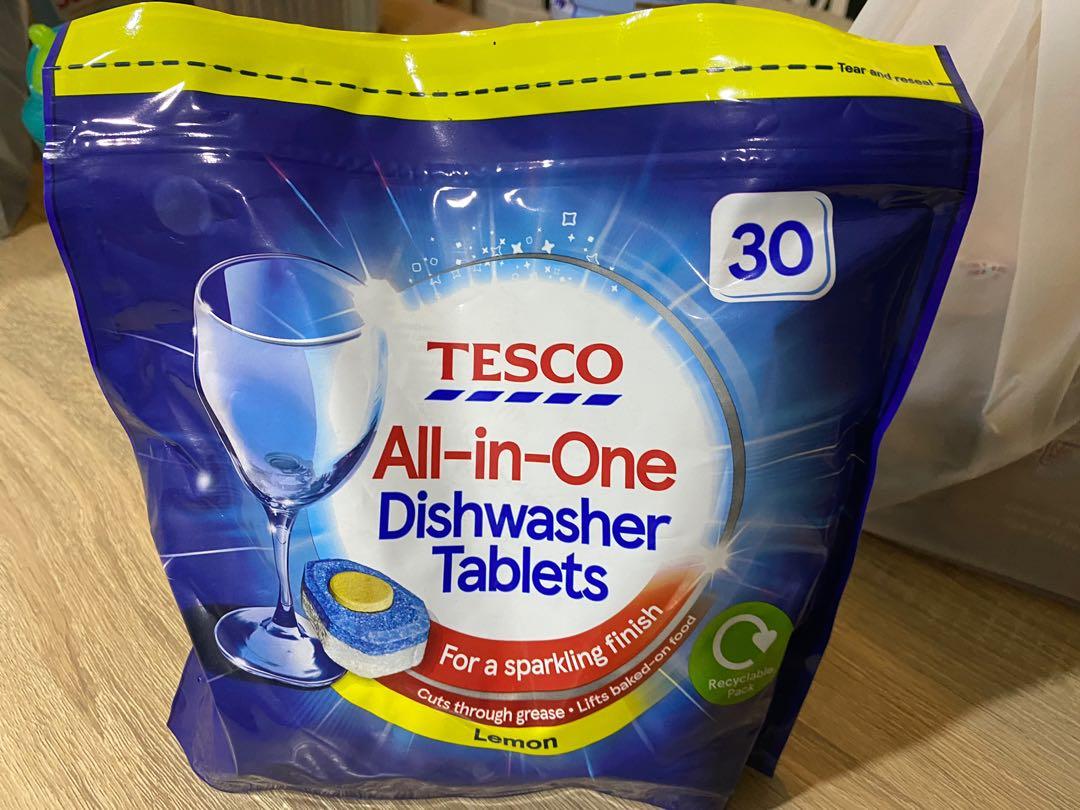 Tear and reseal
30
TESCO
All-in-One
Dishwasher
Tablets
For a sparkling finish
Cuts through grease • Lifts baked-on food
Lemon
Recyclable
Pack